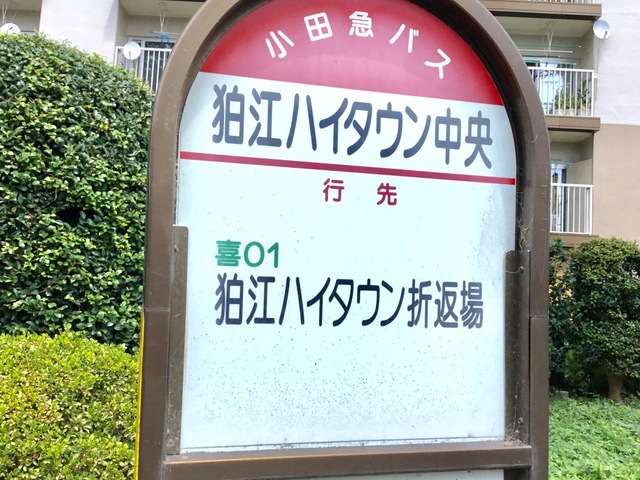 小田急バス
狛江ハイタウン中央
行先
喜01
狛江ハイタウン折返場